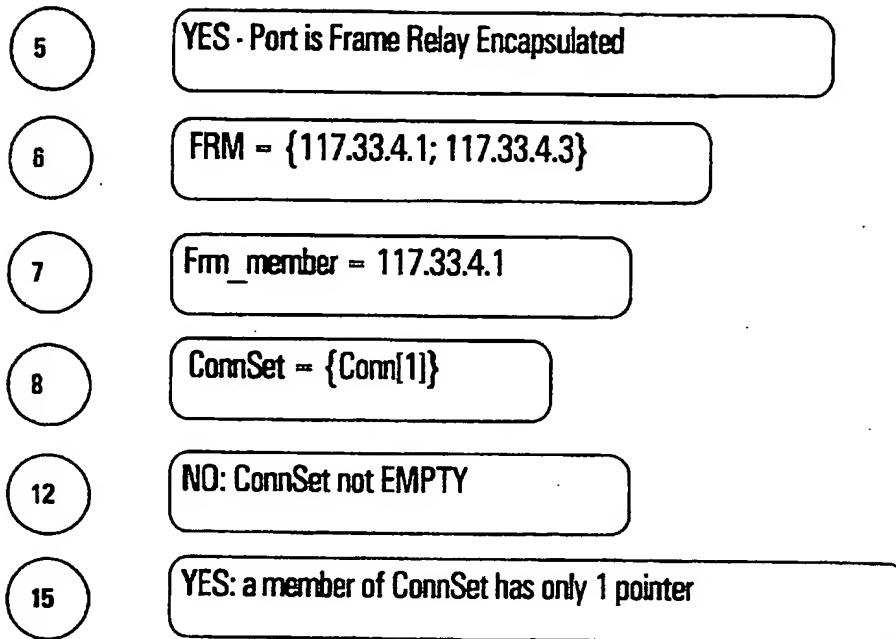 5 YES - Port is Frame Relay Encapsulated
6 FRM = {117.33.4.1; 117.33.4.3}
7 Frm_member = 117.33.4.1
8 ConnSet = {Conn[1]}
12 NO: ConnSet not EMPTY
15 YES: a member of ConnSet has only 1 pointer